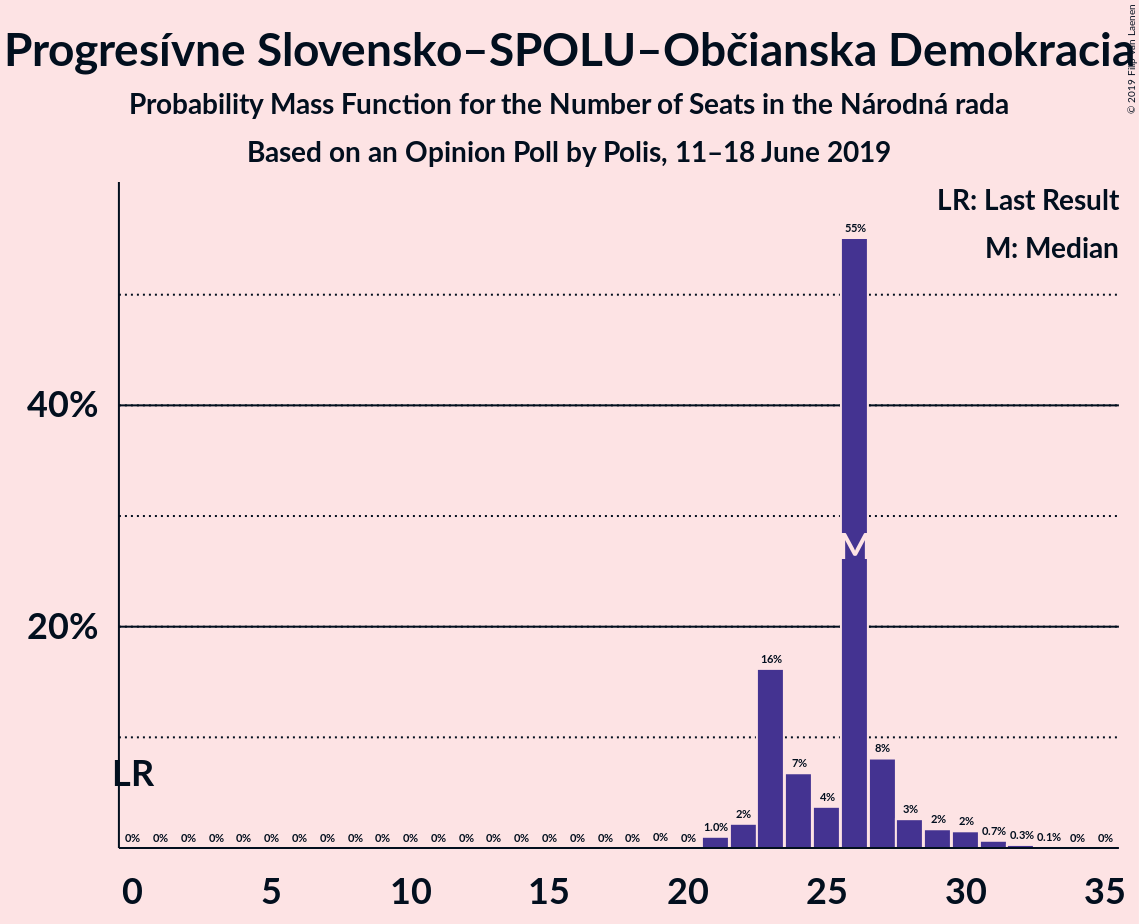 Progresívne Slovensko–SPOLU–Občianska Demokracia
© 2019 Filip van Laenen
Probability Mass Function for the Number of Seats in the Národná rada
Based on an Opinion Poll by Polis, 11–18 June 2019
LR: Last Result
M: Median
55%
40%
M
20%
16%
8%
7%
LR
4%
3%
2% 2% 2%
0% 0% 0% 0% 0% 0% 0% 0% 0% 0% 0% 0% 0% 0% 0% 0% 0% 0% 0% 0% 0% 1.0% 0.7% 0.3% 0.1% 0% 0%
0 5 10 15 20 25 30 35